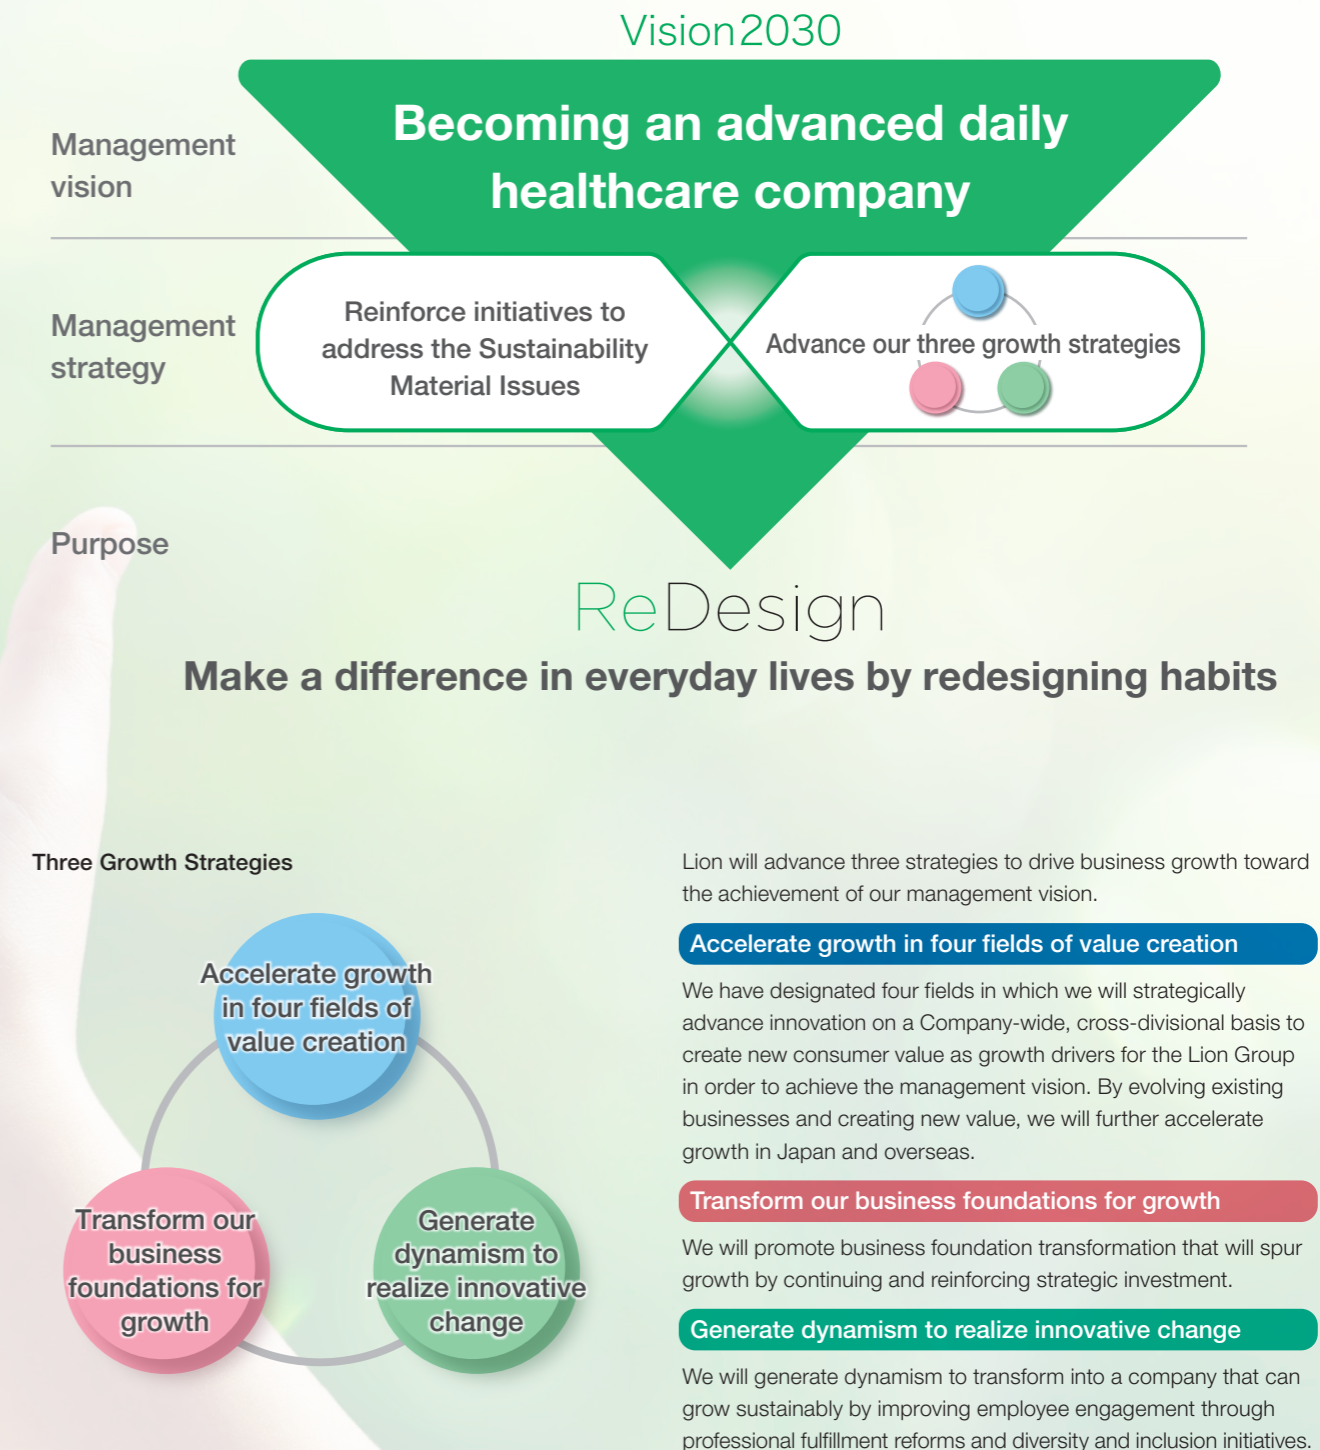 Vision2030
Management
vision
Becoming an advanced daily
healthcare company
Management
strategy
Reinforce initiatives to
address the Sustainability
Material Issues
Advance our three growth strategies
Purpose
ReDesign
Make a difference in everyday lives by redesigning habits
Three Growth Strategies
Accelerate growth
in four fields of
value creation
Transform our
business
foundations for
growth
Generate
dynamism to
realize innovative
change
Lion will advance three strategies to drive business growth toward
the achievement of our management vision.
Accelerate growth in four fields of value creation
We have designated four fields in which we will strategically
advance innovation on a Company-wide, cross-divisional basis to
create new consumer value as growth drivers for the Lion Group
in order to achieve the management vision. By evolving existing
businesses and creating new value, we will further accelerate
growth in Japan and overseas.
Transform our business foundations for growth
We will promote business foundation transformation that will spur
growth by continuing and reinforcing strategic investment.
Generate dynamism to realize innovative change
We will generate dynamism to transform into a company that can
grow sustainably by improving employee engagement through
professional fulfillment reforms and diversity and inclusion initiatives.